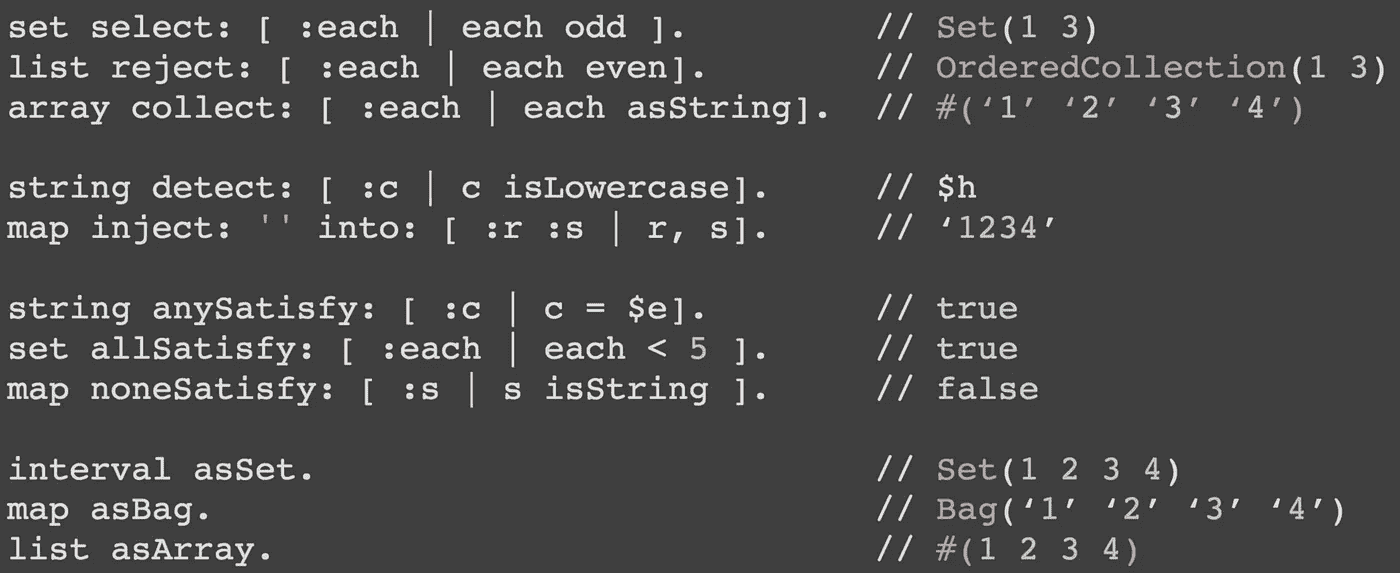 set select: [ :each | each odd ]. // Set(1 3)
list reject: [ :each | each even]. // OrderedCollection(1 3)
array collect: [ :each | each asString]. // #(‘1’ ‘2’ ‘3’ ‘4’)
string detect: [ :c | c isLowercase]. // $h
map inject: '' into: [ :r :s | r, s]. // ‘1234’
string anySatisfy: [ :c | c = $e]. // true
set allSatisfy: [ :each | each < 5 ]. // true
map noneSatisfy: [ :s | s isString ]. // false
interval asSet. // Set(1 2 3 4)
map asBag. // Bag(‘1’ ‘2’ ‘3’ ‘4’)
list asArray. // #(1 2 3 4)